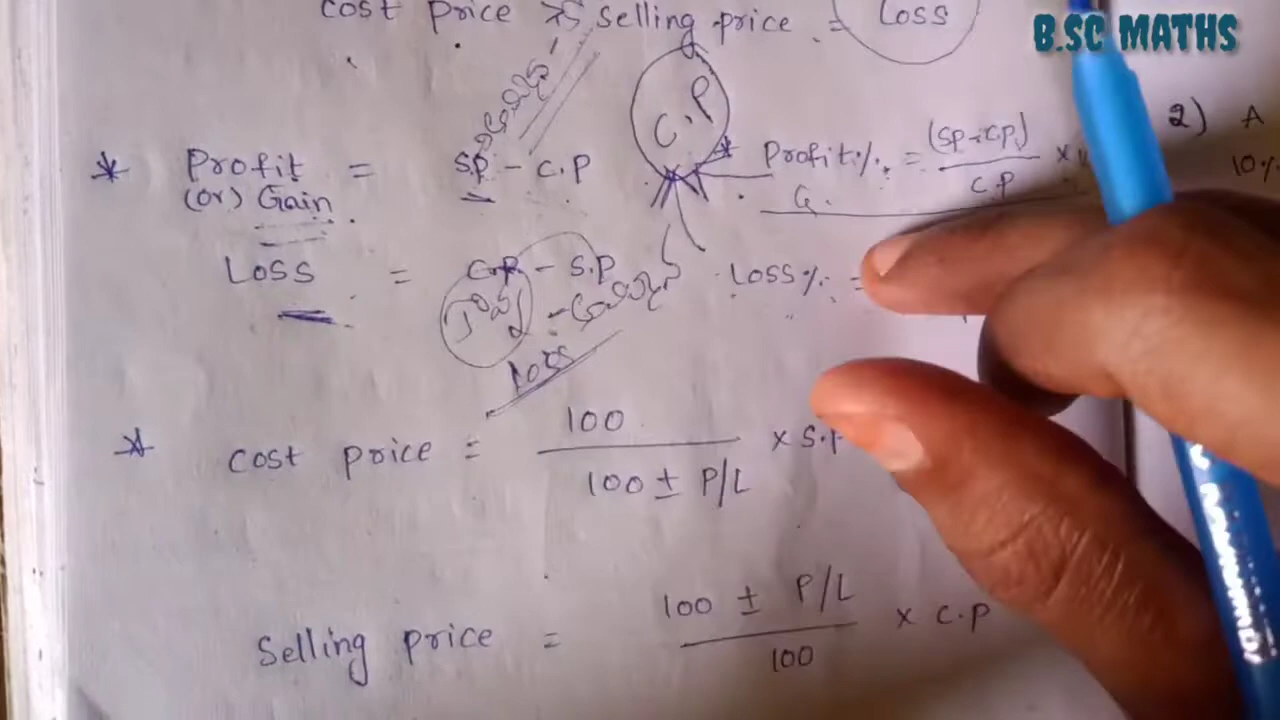 cost price > selling price = Loss
B.SC MATHS
* Profit = S.P - C.P
(or) Gain
C.P
* Profit% = (SP-CP) / C.P ×
G.
2) A
10%
Loss = C.P - S.P
Loss% =
Loss
* cost price = 100 / 100 ± P/L × S.P
Selling price = 100 ± P/L / 100 × C.P